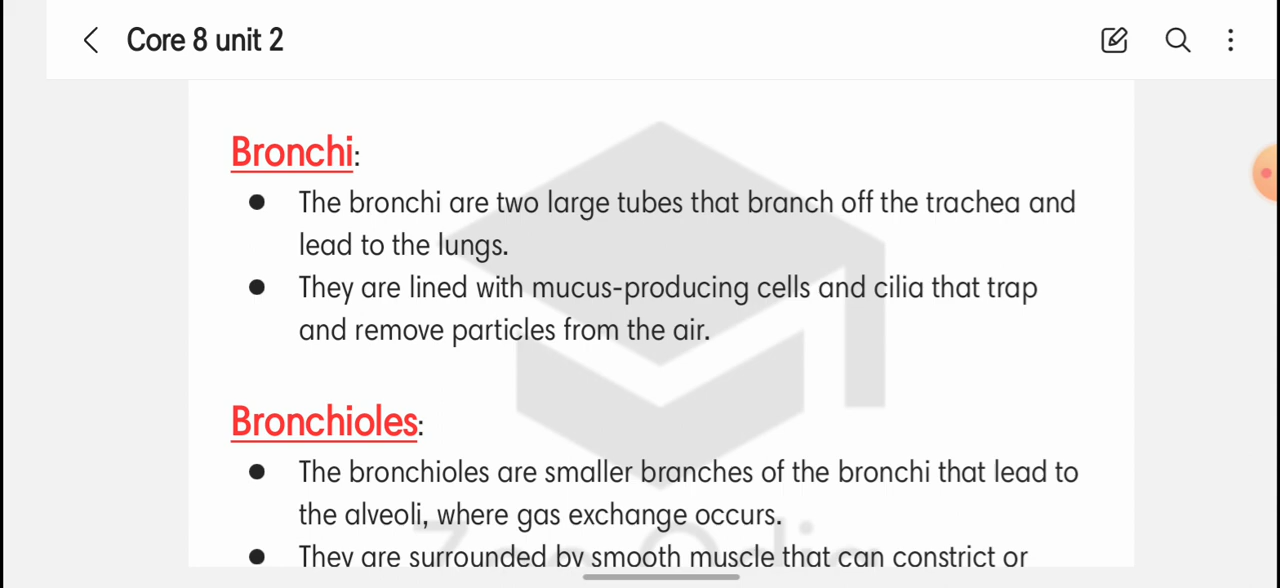 Core 8 unit 2
Bronchi:
● The bronchi are two large tubes that branch off the trachea and
lead to the lungs.
● They are lined with mucus-producing cells and cilia that trap
and remove particles from the air.
Bronchioles:
● The bronchioles are smaller branches of the bronchi that lead to
the alveoli, where gas exchange occurs.
● They are surrounded by smooth muscle that can constrict or